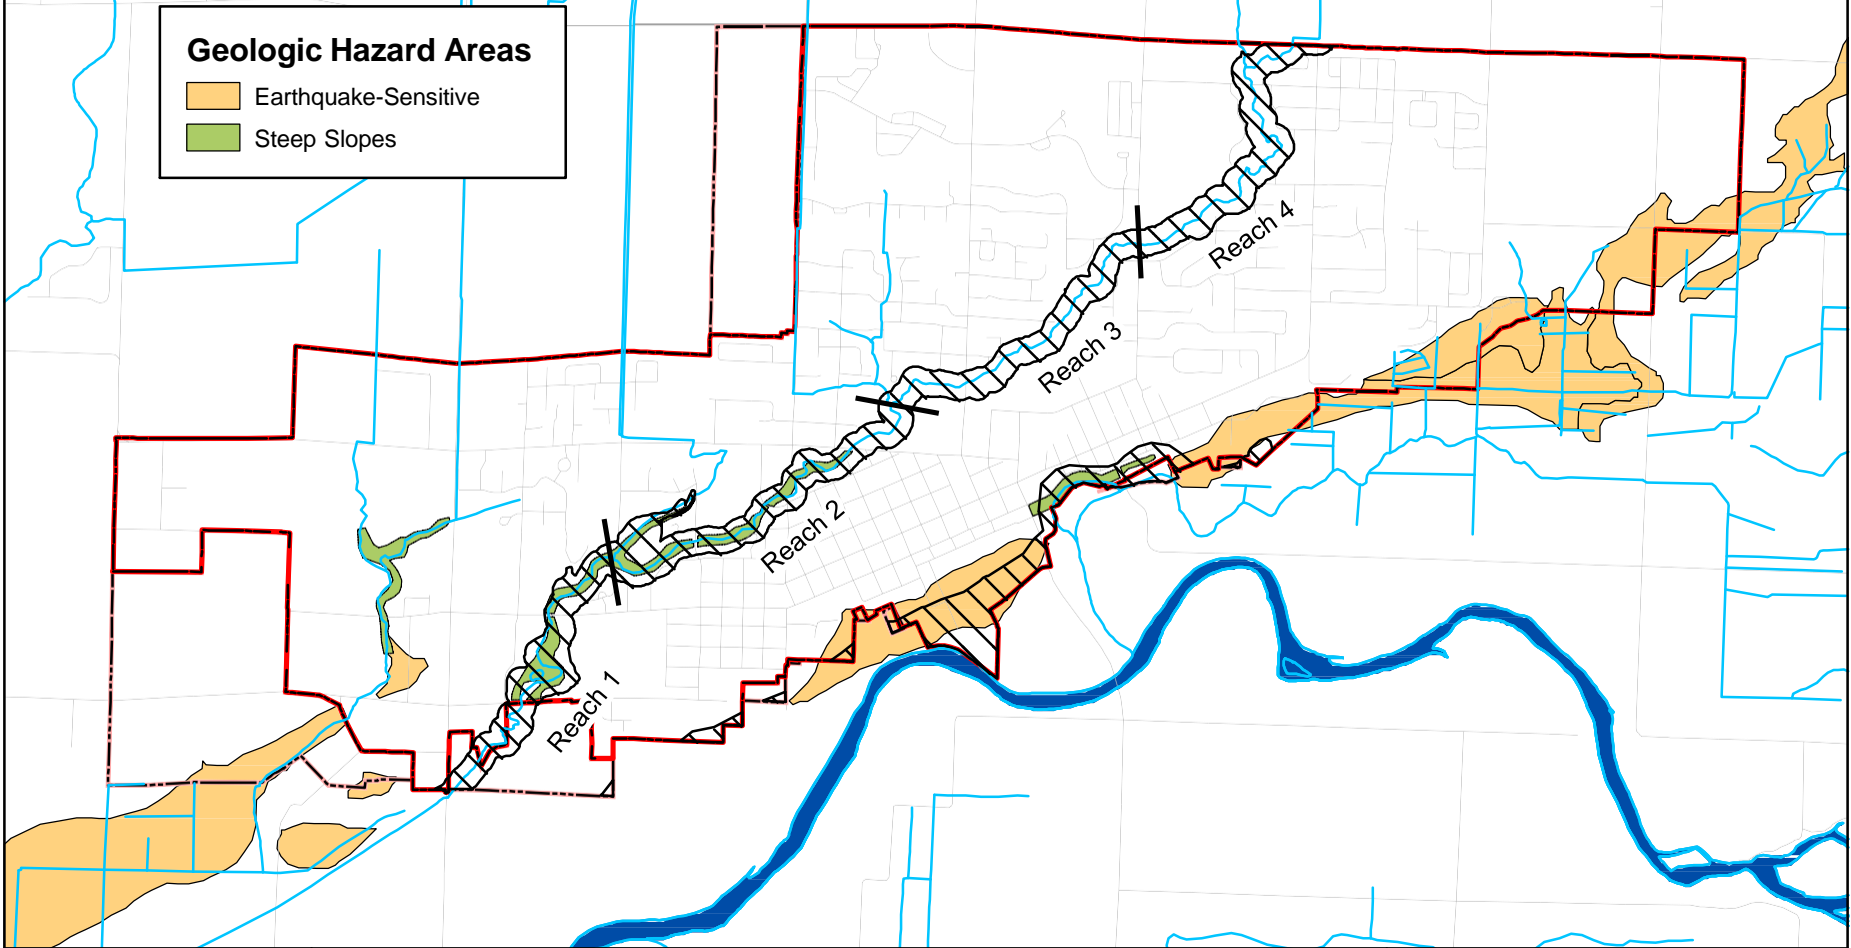 Geologic Hazard Areas
Earthquake-Sensitive
Steep Slopes
Reach 4
Reach 3
Reach 2
Reach 1